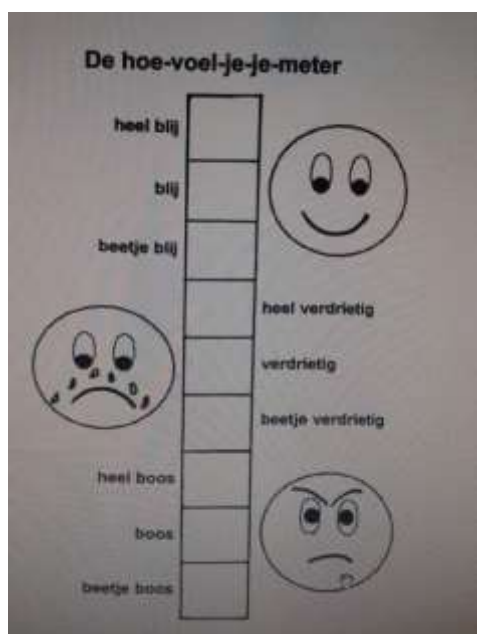 De hoe-voel-je-je-meter
heel blij
blij
beetje blij
heel verdrietig
verdrietig
beetje verdrietig
heel boos
boos
beetje boos